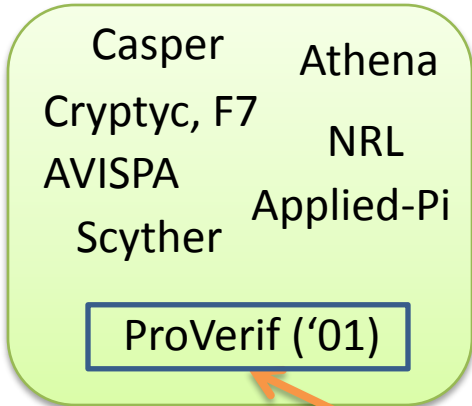 Casper
Athena
Cryptyc, F7
NRL
AVISPA
Applied-Pi
Scyther
ProVerif (‘01)